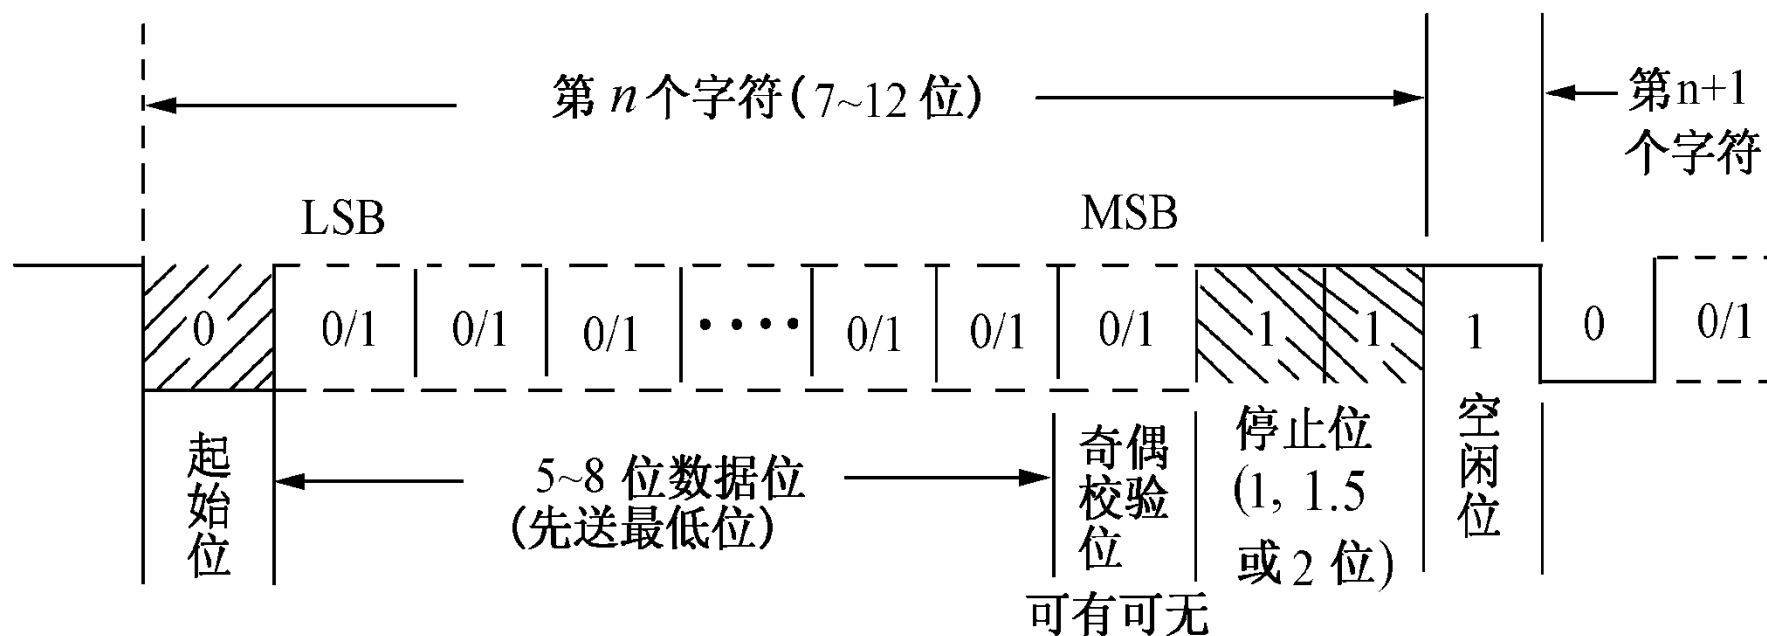 第 n 个字符(7~12 位)
第n+1
个字符
LSB
MSB
0
0/1
0/1
0/1
····
0/1
0/1
0/1
1
1
1
0
0/1
起始位
5~8 位数据位
(先送最低位)
奇偶
校验
位
可有可无
停止位
(1, 1.5
或2 位)
空闲位